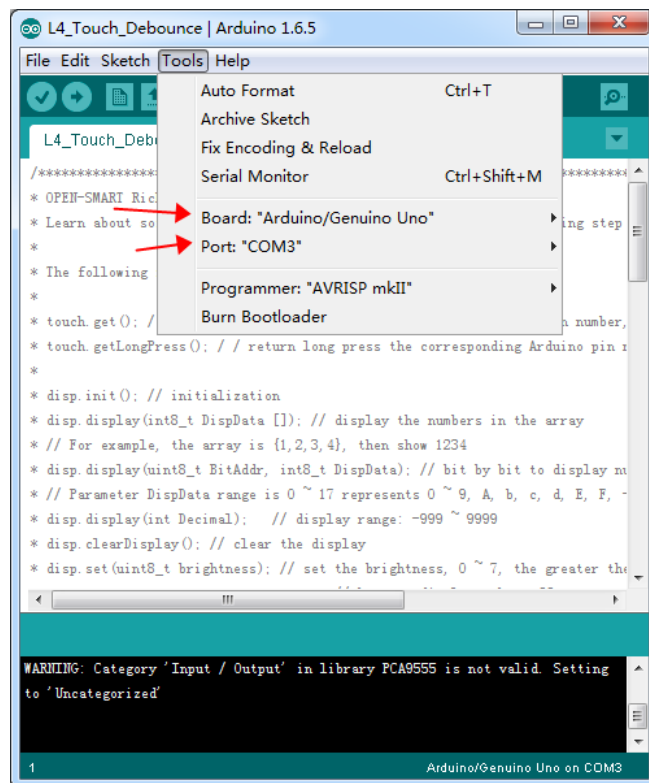 L4_Touch_Debounce | Arduino 1.6.5
File Edit Sketch Tools Help
Auto Format Ctrl+T
Archive Sketch
L4_Touch_Deb
Fix Encoding & Reload
Serial Monitor Ctrl+Shift+M
/**************** *********
* OPEN-SMART Ric
Board: "Arduino/Genuino Uno"
* Learn about so ing step
Port: "COM3"
*
* The following
Programmer: "AVRISP mkII"
*
Burn Bootloader
* touch.get(); / n number,
* touch.getLongPress(); / / return long press the corresponding Arduino pin
*
* disp.init(); // initialization
* disp.display(int8_t DispData []); // display the numbers in the array
* // For example, the array is {1,2,3,4}, then show 1234
* disp.display(uint8_t BitAddr, int8_t DispData); // bit by bit to display nu
* // Parameter DispData range is 0 ~ 17 represents 0 ~ 9, A, b, c, d, E, F, -
* disp.display(int Decimal); // display range: -999 ~ 9999
* disp.clearDisplay(); // clear the display
* disp.set(uint8_t brightness); // set the brightness, 0 ~ 7, the greater the
WARNING: Category 'Input / Output' in library PCA9555 is not valid. Setting
to 'Uncategorized'
1 Arduino/Genuino Uno on COM3